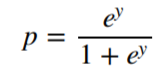 p = e^y / (1 + e^y)